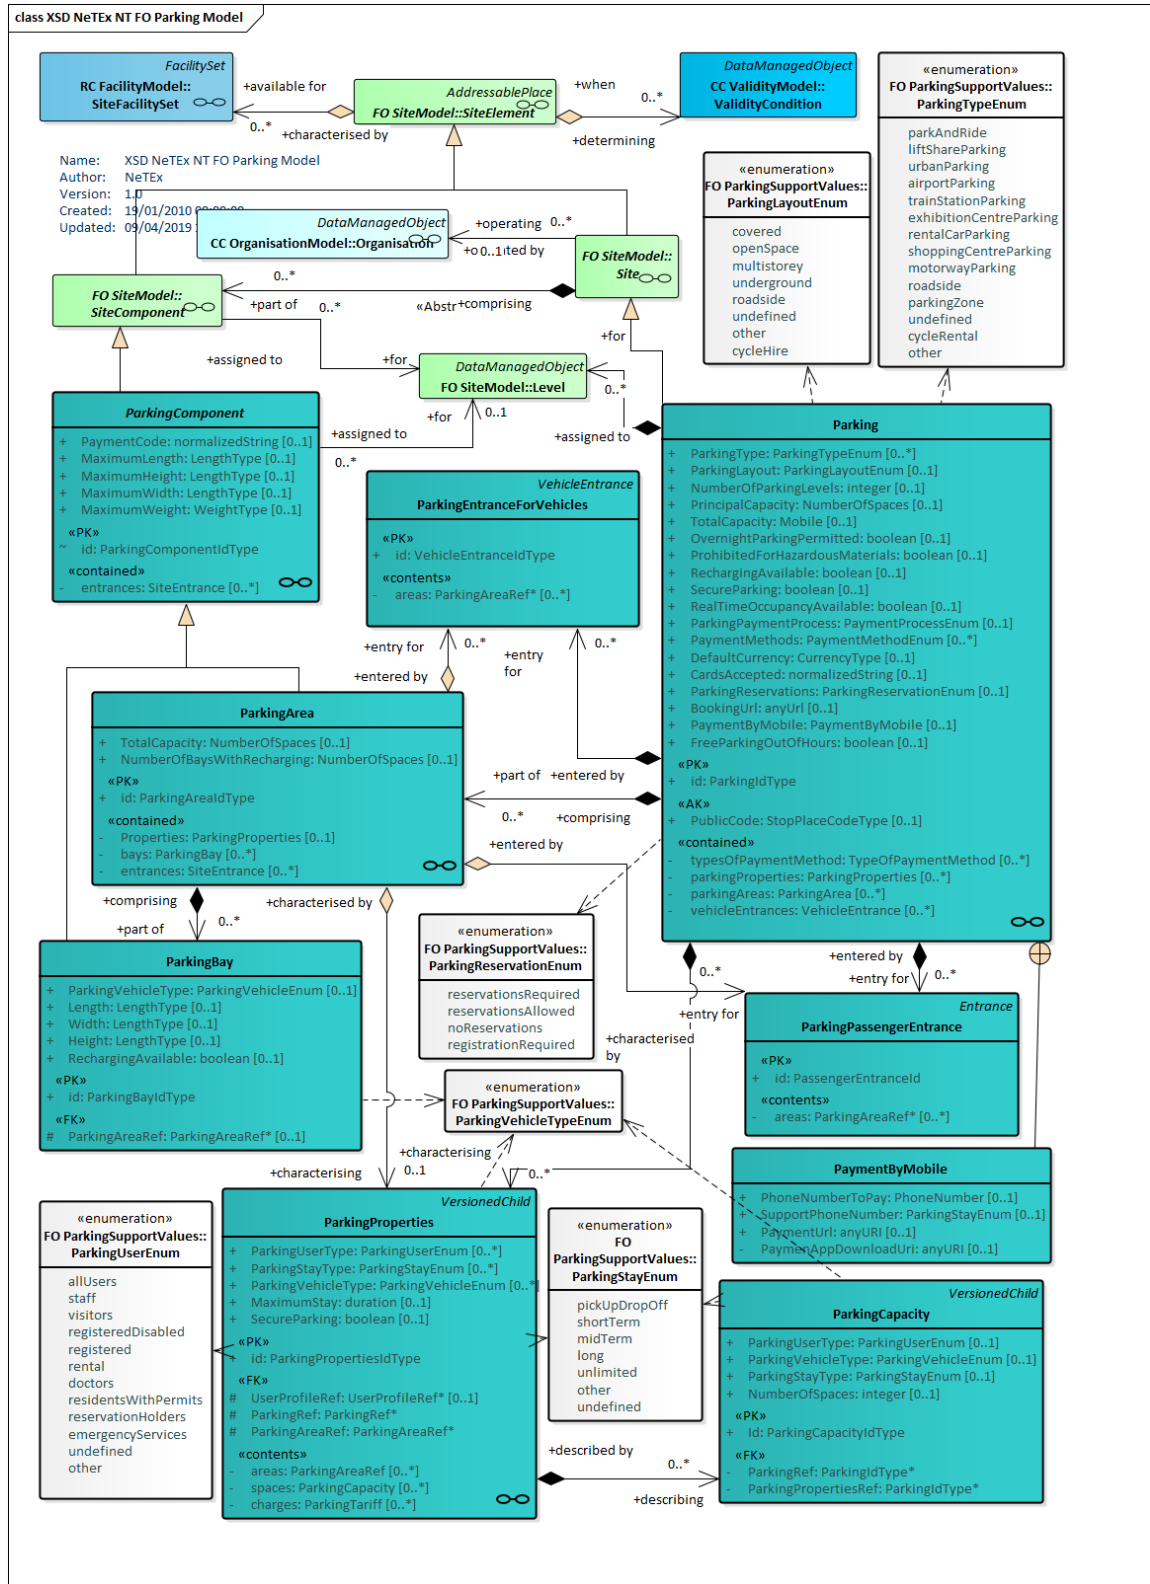 class XSD NeTEx NT FO Parking Model
FacilitySet
RC FacilityModel::
SiteFacilitySet
+available for
0..*
+characterised by
AddressablePlace
FO SiteModel::SiteElement
+when
0..*
+determining
DataManagedObject
CC ValidityModel::
ValidityCondition
«enumeration»
FO ParkingSupportValues::
ParkingTypeEnum
parkAndRide
liftShareParking
urbanParking
airportParking
trainStationParking
exhibitionCentreParking
rentalCarParking
shoppingCentreParking
motorwayParking
roadside
parkingZone
undefined
cycleRental
other
«enumeration»
FO ParkingSupportValues::
ParkingLayoutEnum
covered
openSpace
multistorey
underground
roadside
undefined
other
cycleHire
Name: XSD NeTEx NT FO Parking Model
Author: NeTEx
Version: 1.0
Created: 19/01/2010
Updated: 09/04/2019
DataManagedObject
CC OrganisationModel::Organisation
+operating
0..*
0..1
FO SiteModel::
Site
FO SiteModel::
SiteComponent
0..*
+part of
0..*
«Abstr
+comprising
+for
+assigned to
+for
DataManagedObject
FO SiteModel::Level
0..*
+for
0..1
+assigned to
0..*
+assigned to
ParkingComponent
+ PaymentCode: normalizedString [0..1]
+ MaximumLength: LengthType [0..1]
+ MaximumHeight: LengthType [0..1]
+ MaximumWidth: LengthType [0..1]
+ MaximumWeight: WeightType [0..1]
«PK»
~ id: ParkingComponentIdType
«contained»
- entrances: SiteEntrance [0..*]
VehicleEntrance
ParkingEntranceForVehicles
«PK»
+ id: VehicleEntranceIdType
«contents»
- areas: ParkingAreaRef* [0..*]
Parking
+ ParkingType: ParkingTypeEnum [0..*]
+ ParkingLayout: ParkingLayoutEnum [0..1]
+ NumberOfParkingLevels: integer [0..1]
+ PrincipalCapacity: NumberOfSpaces [0..1]
+ TotalCapacity: Mobile [0..1]
+ OvernightParkingPermitted: boolean [0..1]
+ ProhibitedForHazardousMaterials: boolean [0..1]
+ RechargingAvailable: boolean [0..1]
+ SecureParking: boolean [0..1]
+ RealTimeOccupancyAvailable: boolean [0..1]
+ ParkingPaymentProcess: PaymentProcessEnum [0..1]
+ PaymentMethods: PaymentMethodEnum [0..*]
+ DefaultCurrency: CurrencyType [0..1]
+ CardsAccepted: normalizedString [0..1]
+ ParkingReservations: ParkingReservationEnum [0..1]
+ BookingUrl: anyUrl [0..1]
+ PaymentByMobile: PaymentByMobile [0..1]
+ FreeParkingOutOfHours: boolean [0..1]
«PK»
+ id: ParkingIdType
«AK»
+ PublicCode: StopPlaceCodeType [0..1]
«contained»
- typesOfPaymentMethod: TypeOfPaymentMethod [0..*]
- parkingProperties: ParkingProperties [0..*]
- parkingAreas: ParkingArea [0..*]
- vehicleEntrances: VehicleEntrance [0..*]
+entry for
0..*
+entered by
+entry
for
0..*
+entered by
ParkingArea
+ TotalCapacity: NumberOfSpaces [0..1]
+ NumberOfBaysWithRecharging: NumberOfSpaces [0..1]
«PK»
+ id: ParkingAreaIdType
«contained»
- Properties: ParkingProperties [0..1]
- bays: ParkingBay [0..*]
- entrances: SiteEntrance [0..*]
+part of
0..*
+comprising
+entered by
+comprising
0..*
+part of
+characterised by
«enumeration»
FO ParkingSupportValues::
ParkingReservationEnum
reservationsRequired
reservationsAllowed
noReservations
registrationRequired
+entered by
0..*
+entry for
0..*
+entry for
+characterised
by
ParkingBay
+ ParkingVehicleType: ParkingVehicleEnum [0..1]
+ Length: LengthType [0..1]
+ Width: LengthType [0..1]
+ Height: LengthType [0..1]
+ RechargingAvailable: boolean [0..1]
«PK»
+ id: ParkingBayIdType
«FK»
# ParkingAreaRef: ParkingAreaRef* [0..1]
Entrance
ParkingPassengerEntrance
«PK»
+ id: PassengerEntranceId
«contents»
- areas: ParkingAreaRef* [0..*]
«enumeration»
FO ParkingSupportValues::
ParkingVehicleTypeEnum
+characterising
+characterising
0..1
0..*
PaymentByMobile
+ PhoneNumberToPay: PhoneNumber [0..1]
+ SupportPhoneNumber: ParkingStayEnum [0..1]
+ PaymentUrl: anyURI [0..1]
- PaymenAppDownloadUri: anyURI [0..1]
«enumeration»
FO ParkingSupportValues::
ParkingUserEnum
allUsers
staff
visitors
registeredDisabled
registered
rental
doctors
residentsWithPermits
reservationHolders
emergencyServices
undefined
other
VersionedChild
ParkingProperties
+ ParkingUserType: ParkingUserEnum [0..*]
+ ParkingStayType: ParkingStayEnum [0..*]
+ ParkingVehicleType: ParkingVehicleEnum [0..*]
+ MaximumStay: duration [0..1]
+ SecureParking: boolean [0..1]
«PK»
+ id: ParkingPropertiesIdType
«FK»
# UserProfileRef: UserProfileRef* [0..1]
# ParkingRef: ParkingRef*
# ParkingAreaRef: ParkingAreaRef*
«contents»
- areas: ParkingAreaRef [0..*]
- spaces: ParkingCapacity [0..*]
- charges: ParkingTariff [0..*]
«enumeration»
FO
ParkingSupportValues::
ParkingStayEnum
pickUpDropOff
shortTerm
midTerm
long
unlimited
other
undefined
VersionedChild
ParkingCapacity
+ ParkingUserType: ParkingUserEnum [0..1]
+ ParkingVehicleType: ParkingVehicleEnum [0..1]
+ ParkingStayType: ParkingStayEnum [0..1]
+ NumberOfSpaces: integer [0..1]
«PK»
+ Id: ParkingCapacityIdType
«FK»
- ParkingRef: ParkingIdType*
- ParkingPropertiesRef: ParkingIdType*
+described by
0..*
+describing